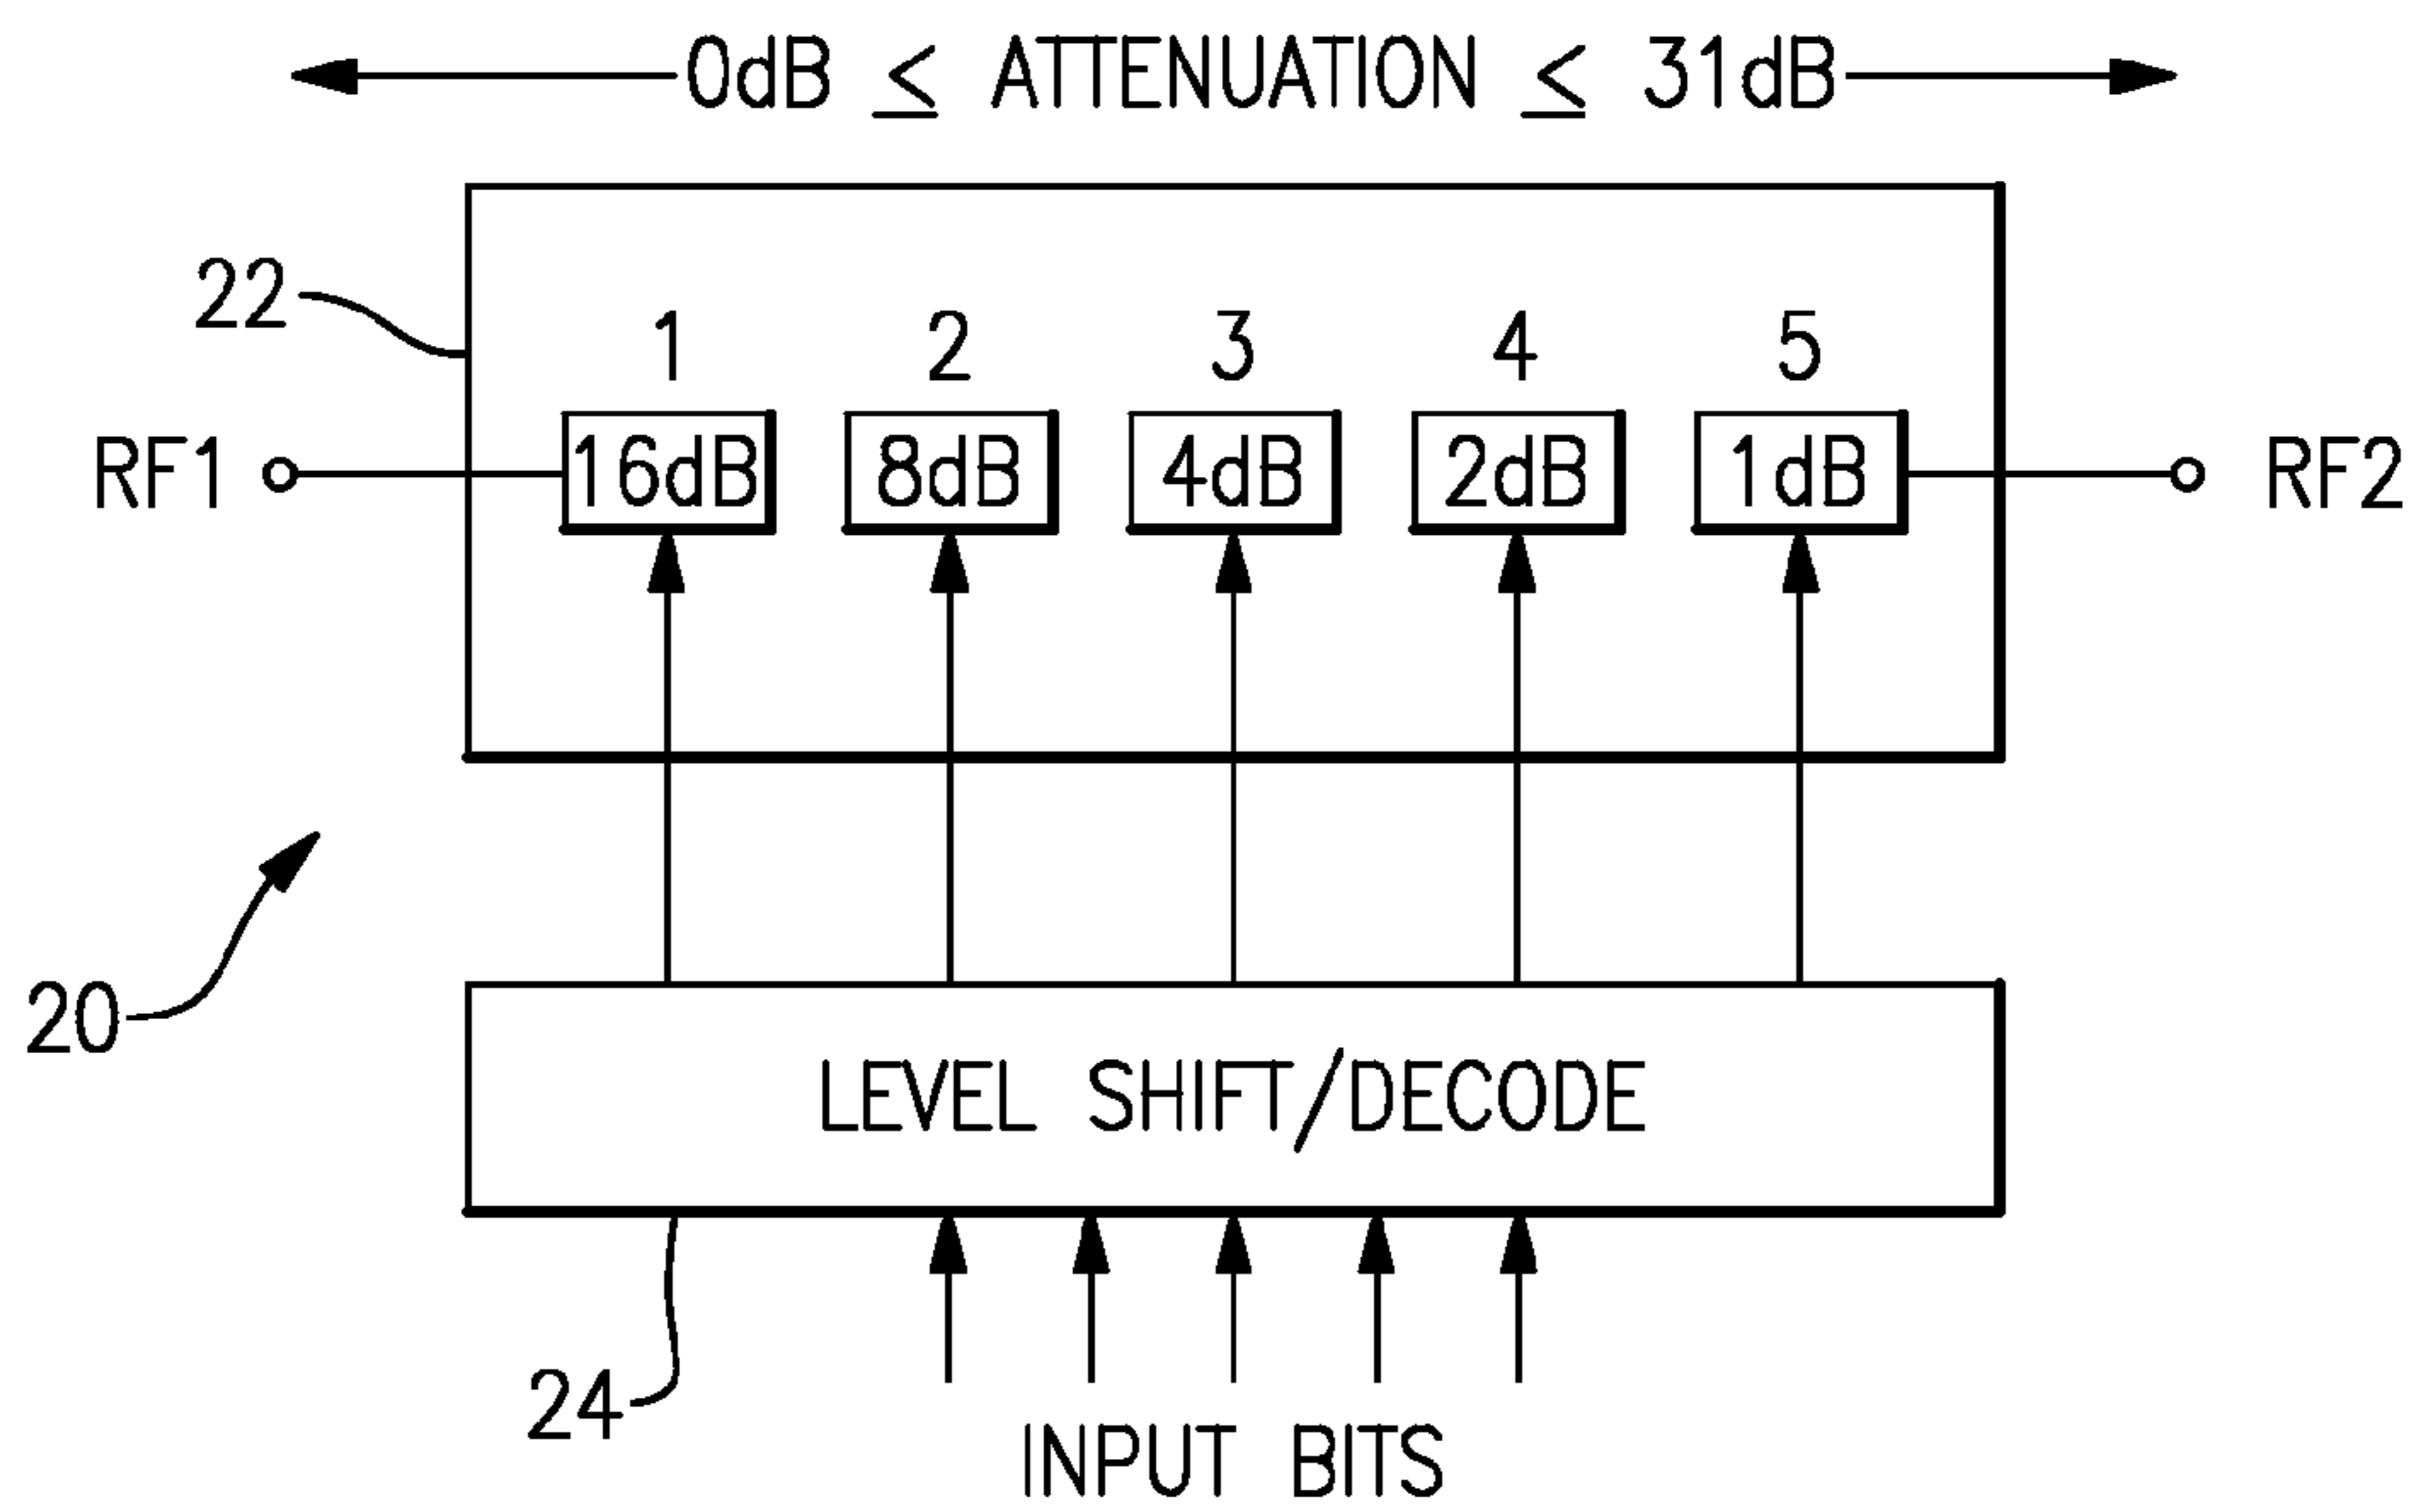 0dB ≤ ATTENUATION ≤ 31dB
22
1 2 3 4 5
RF1 16dB 8dB 4dB 2dB 1dB RF2
20
LEVEL SHIFT/DECODE
24
INPUT BITS